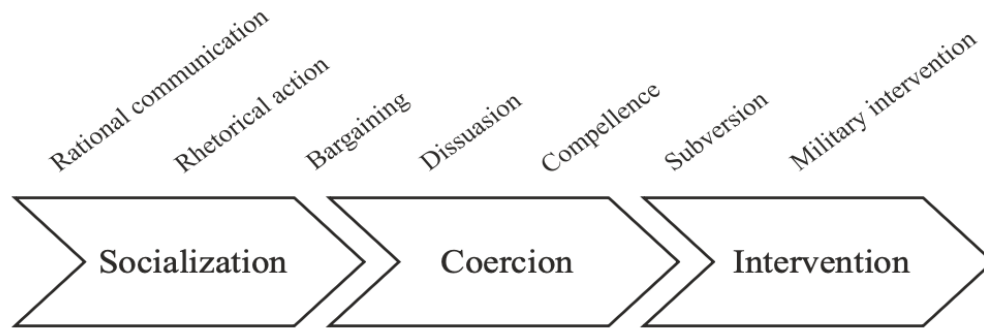 Rational communication
Rhetorical action
Bargaining
Dissuasion
Compellence
Subversion
Military intervention
Socialization
Coercion
Intervention